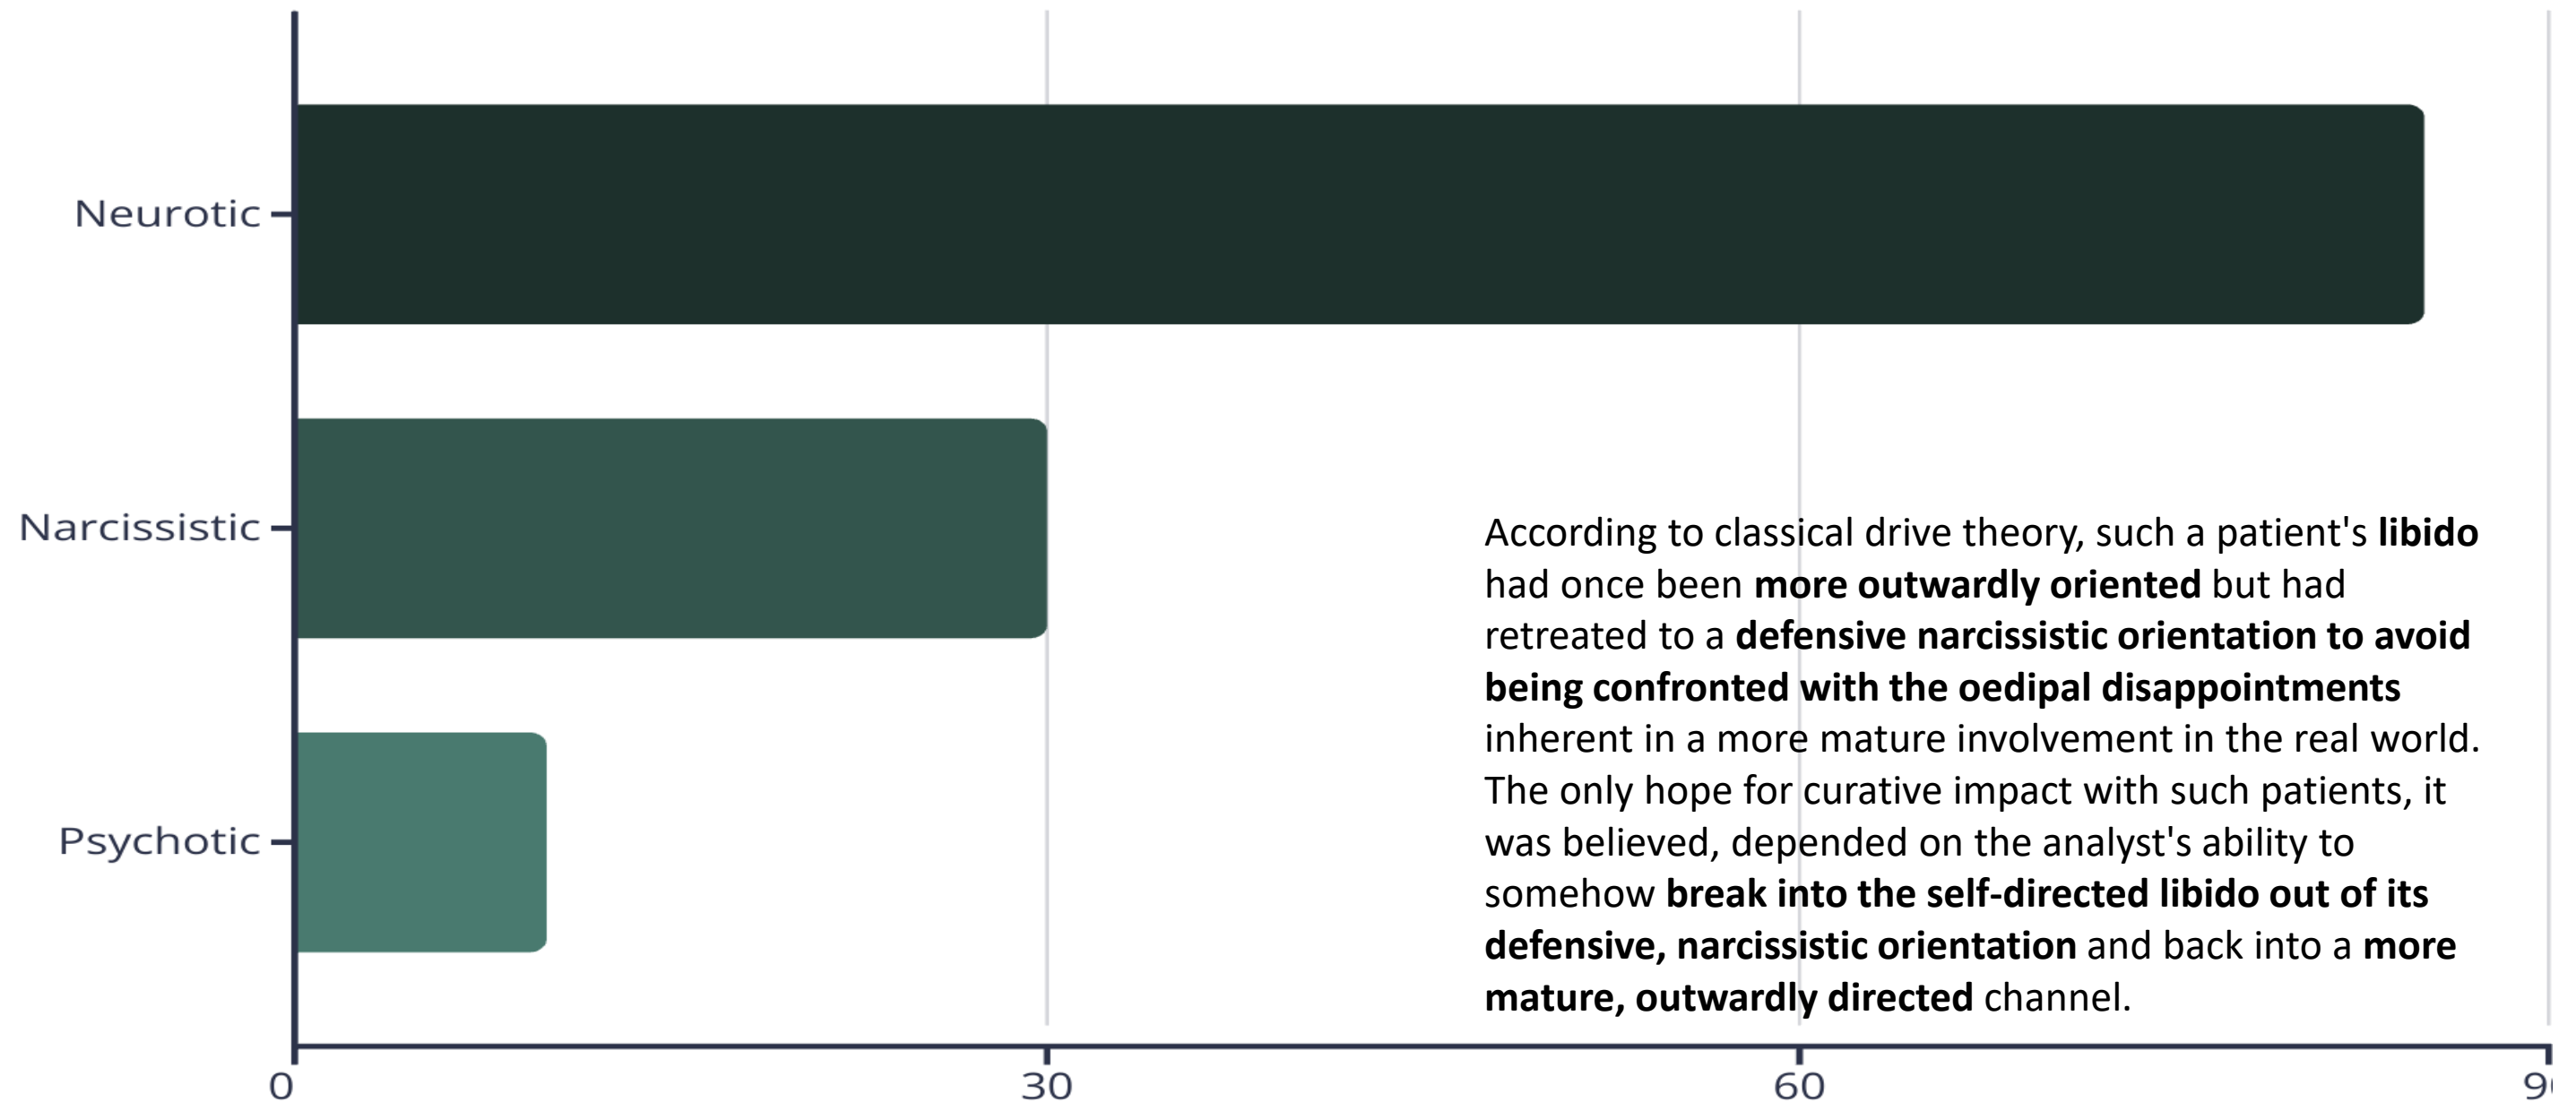 Neurotic
Narcissistic
Psychotic
According to classical drive theory, such a patient's libido
had once been more outwardly oriented but had
retreated to a defensive narcissistic orientation to avoid
being confronted with the oedipal disappointments
inherent in a more mature involvement in the real world.
The only hope for curative impact with such patients, it
was believed, depended on the analyst's ability to
somehow break into the self-directed libido out of its
defensive, narcissistic orientation and back into a more
mature, outwardly directed channel.
0 30 60